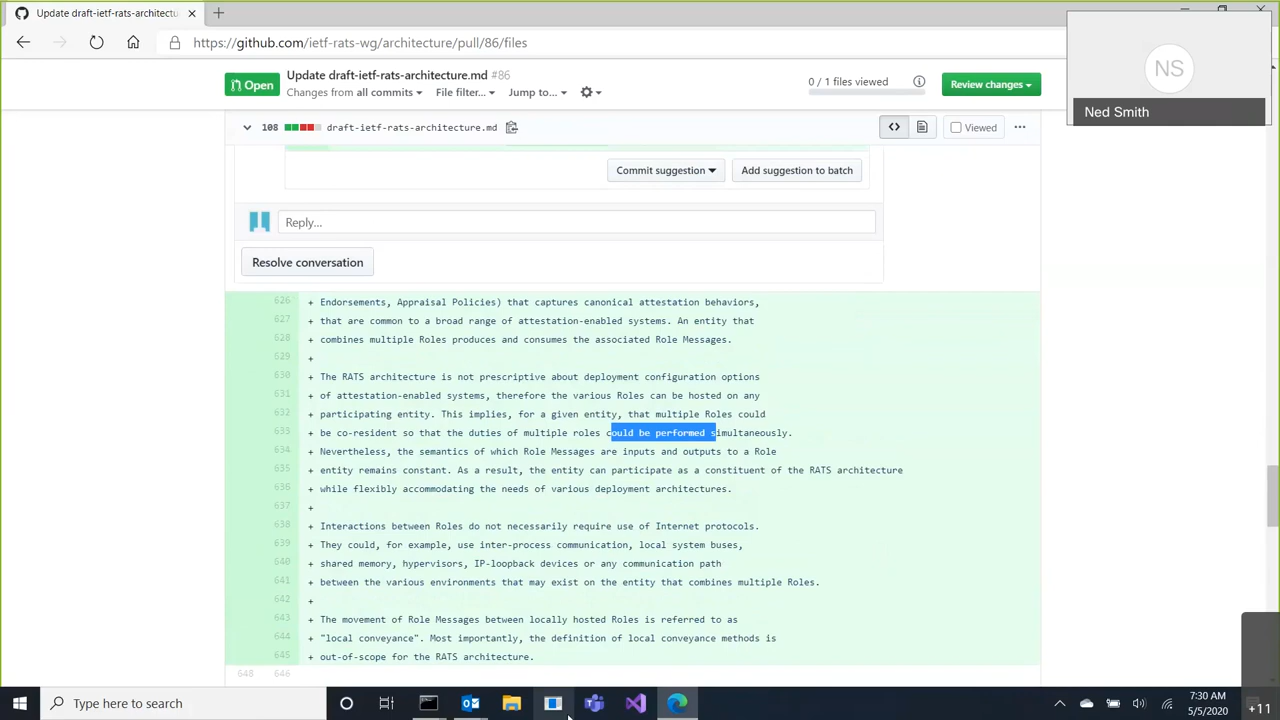 Update draft-ietf-rats-architectu
https://github.com/ietf-rats-wg/architecture/pull/86/files
NS
Ned Smith
Open
Update draft-ietf-rats-architecture.md #86
Changes from all commits
File filter...
Jump to...
0 / 1 files viewed
Review changes
108
draft-ietf-rats-architecture.md
Viewed
Commit suggestion
Add suggestion to batch
Reply...
Resolve conversation
626 + Endorsements, Appraisal Policies) that captures canonical attestation behaviors,
627 + that are common to a broad range of attestation-enabled systems. An entity that
628 + combines multiple Roles produces and consumes the associated Role Messages.
629 +
630 + The RATS architecture is not prescriptive about deployment configuration options
631 + of attestation-enabled systems, therefore the various Roles can be hosted on any
632 + participating entity. This implies, for a given entity, that multiple Roles could
633 + be co-resident so that the duties of multiple roles could be performed simultaneously.
634 + Nevertheless, the semantics of which Role Messages are inputs and outputs to a Role
635 + entity remains constant. As a result, the entity can participate as a constituent of the RATS architecture
636 + while flexibly accommodating the needs of various deployment architectures.
637 +
638 + Interactions between Roles do not necessarily require use of Internet protocols.
639 + They could, for example, use inter-process communication, local system buses,
640 + shared memory, hypervisors, IP-loopback devices or any communication path
641 + between the various environments that may exist on the entity that combines multiple Roles.
642 +
643 + The movement of Role Messages between locally hosted Roles is referred to as
644 + "local conveyance". Most importantly, the definition of local conveyance methods is
645 + out-of-scope for the RATS architecture.
648 646
Type here to search
7:30 AM
5/5/2020
+11